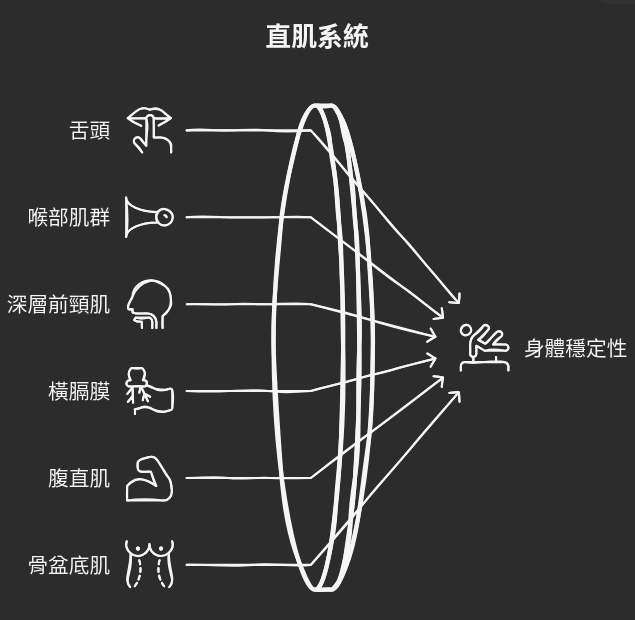 直肌系統
舌頭
喉部肌群
深層前頸肌
橫膈膜
腹直肌
骨盆底肌
身體穩定性